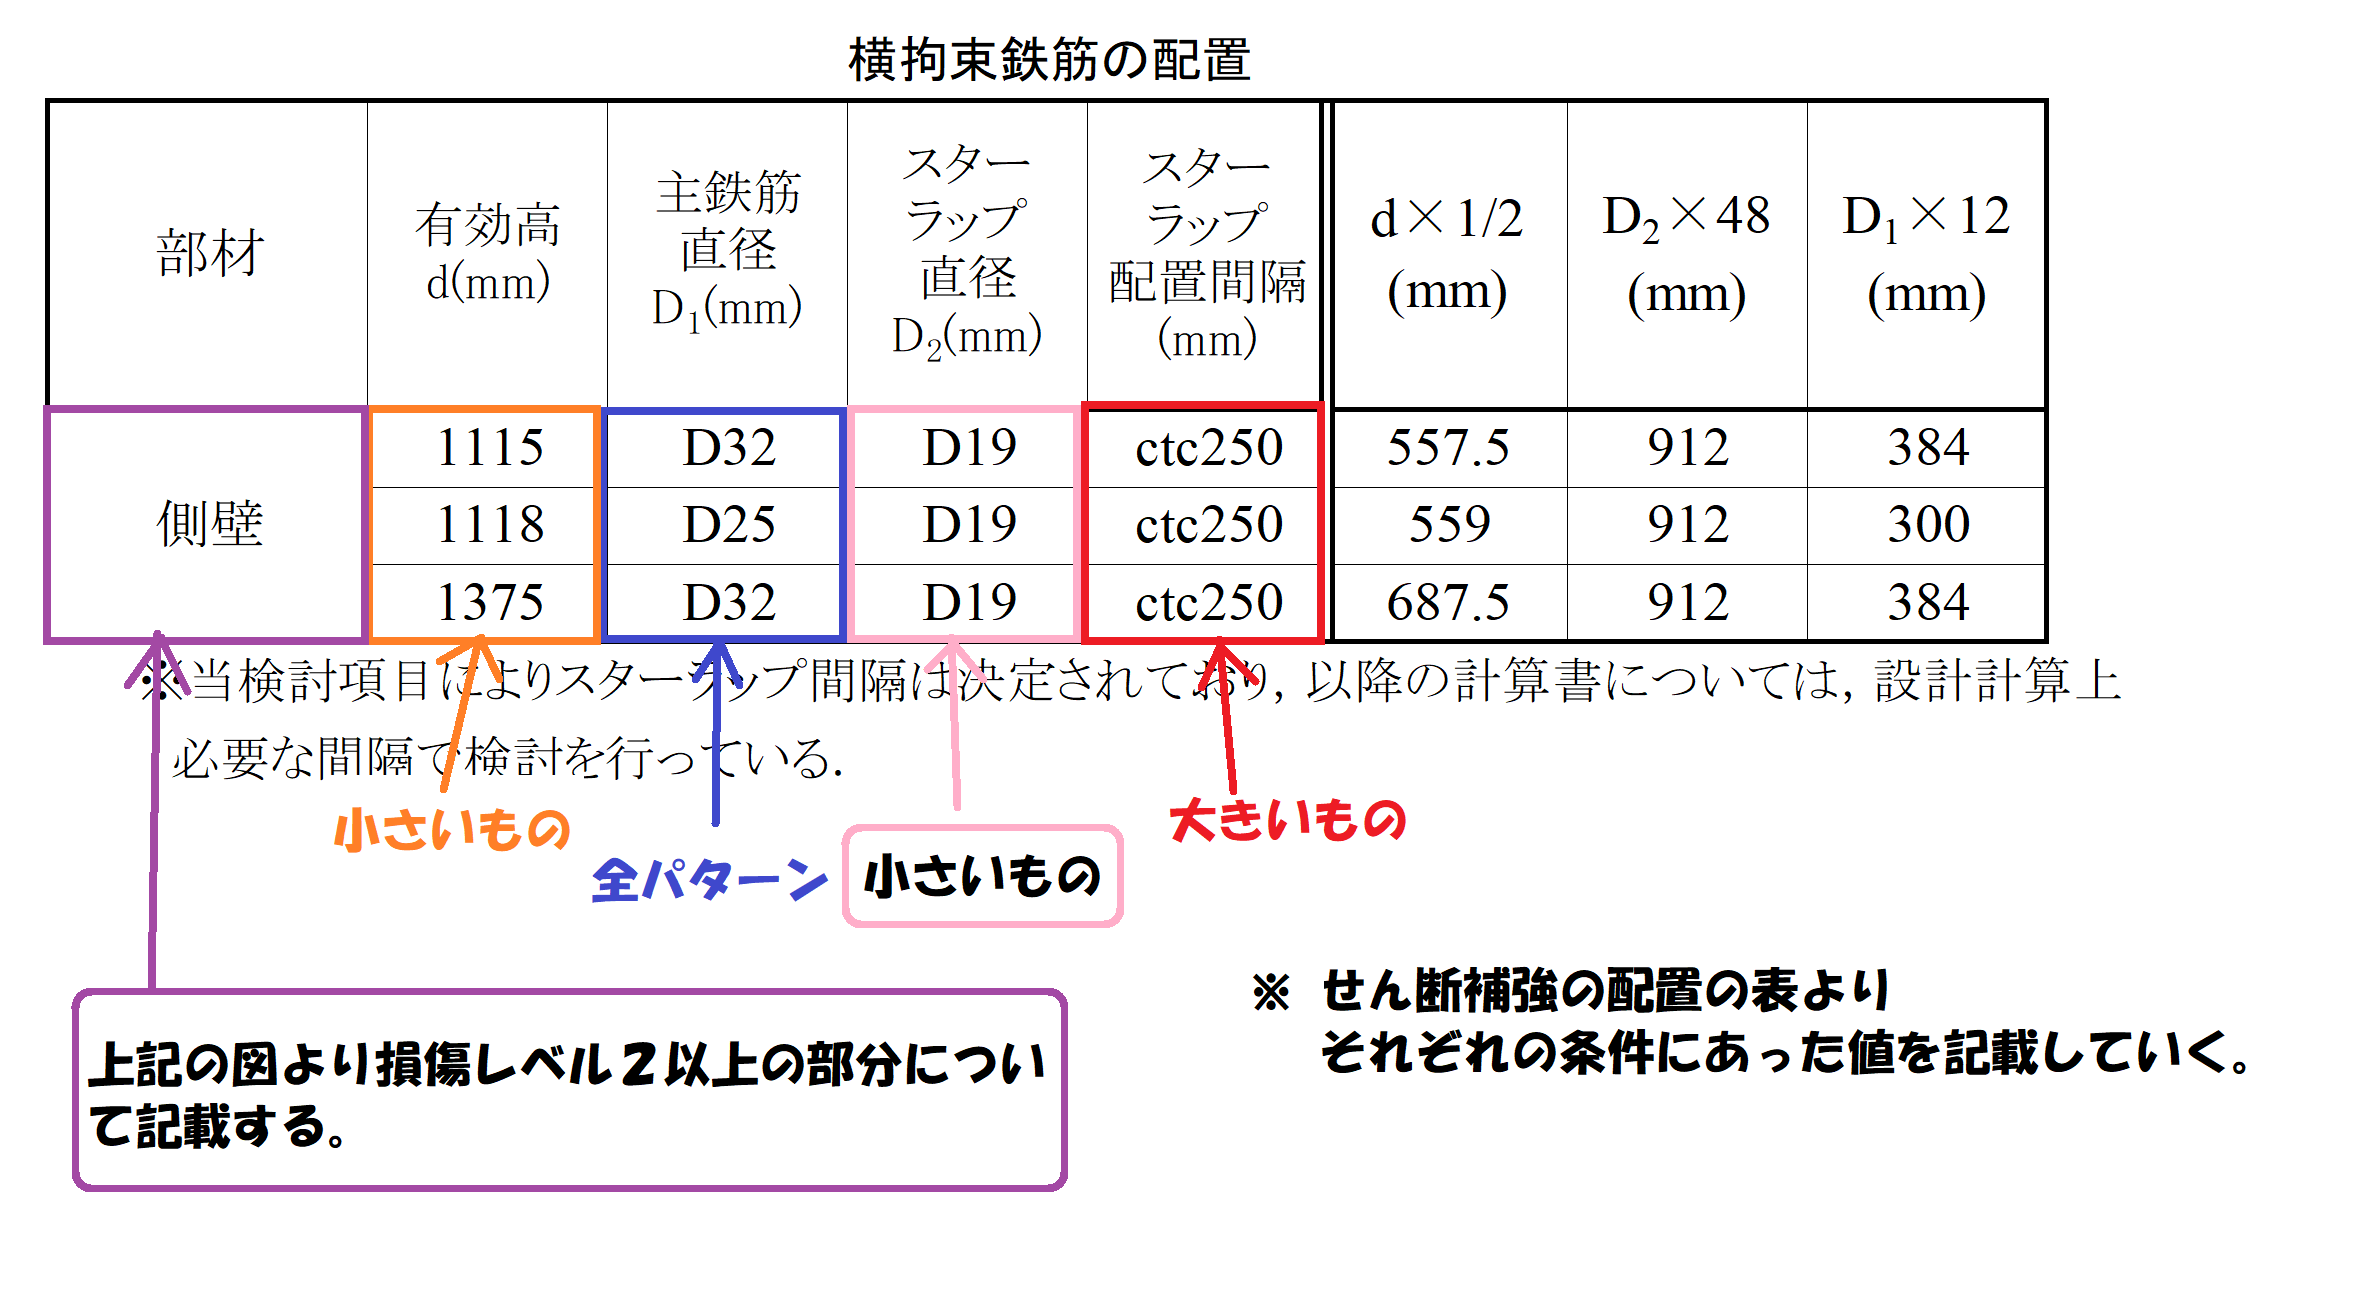 横拘束鉄筋の配置
部材
有効高
d(mm)
主鉄筋
直径
D₁(mm)
スター
ラップ
直径
D₂(mm)
スター
ラップ
配置間隔
(mm)
d×1/2
(mm)
D₂×48
(mm)
D₁×12
(mm)
側壁
1115 D32 D19 ctc250 557.5 912 384
1118 D25 D19 ctc250 559 912 300
1375 D32 D19 ctc250 687.5 912 384
※当検討項目によりスターラップ間隔は決定されており,以降の計算書については,設計計算上
必要な間隔で検討を行っている.
小さいもの
全パターン
小さいもの
大きいもの
上記の図より損傷レベル2以上の部分につい
て記載する。
※ せん断補強の配置の表より
それぞれの条件にあった値を記載していく。